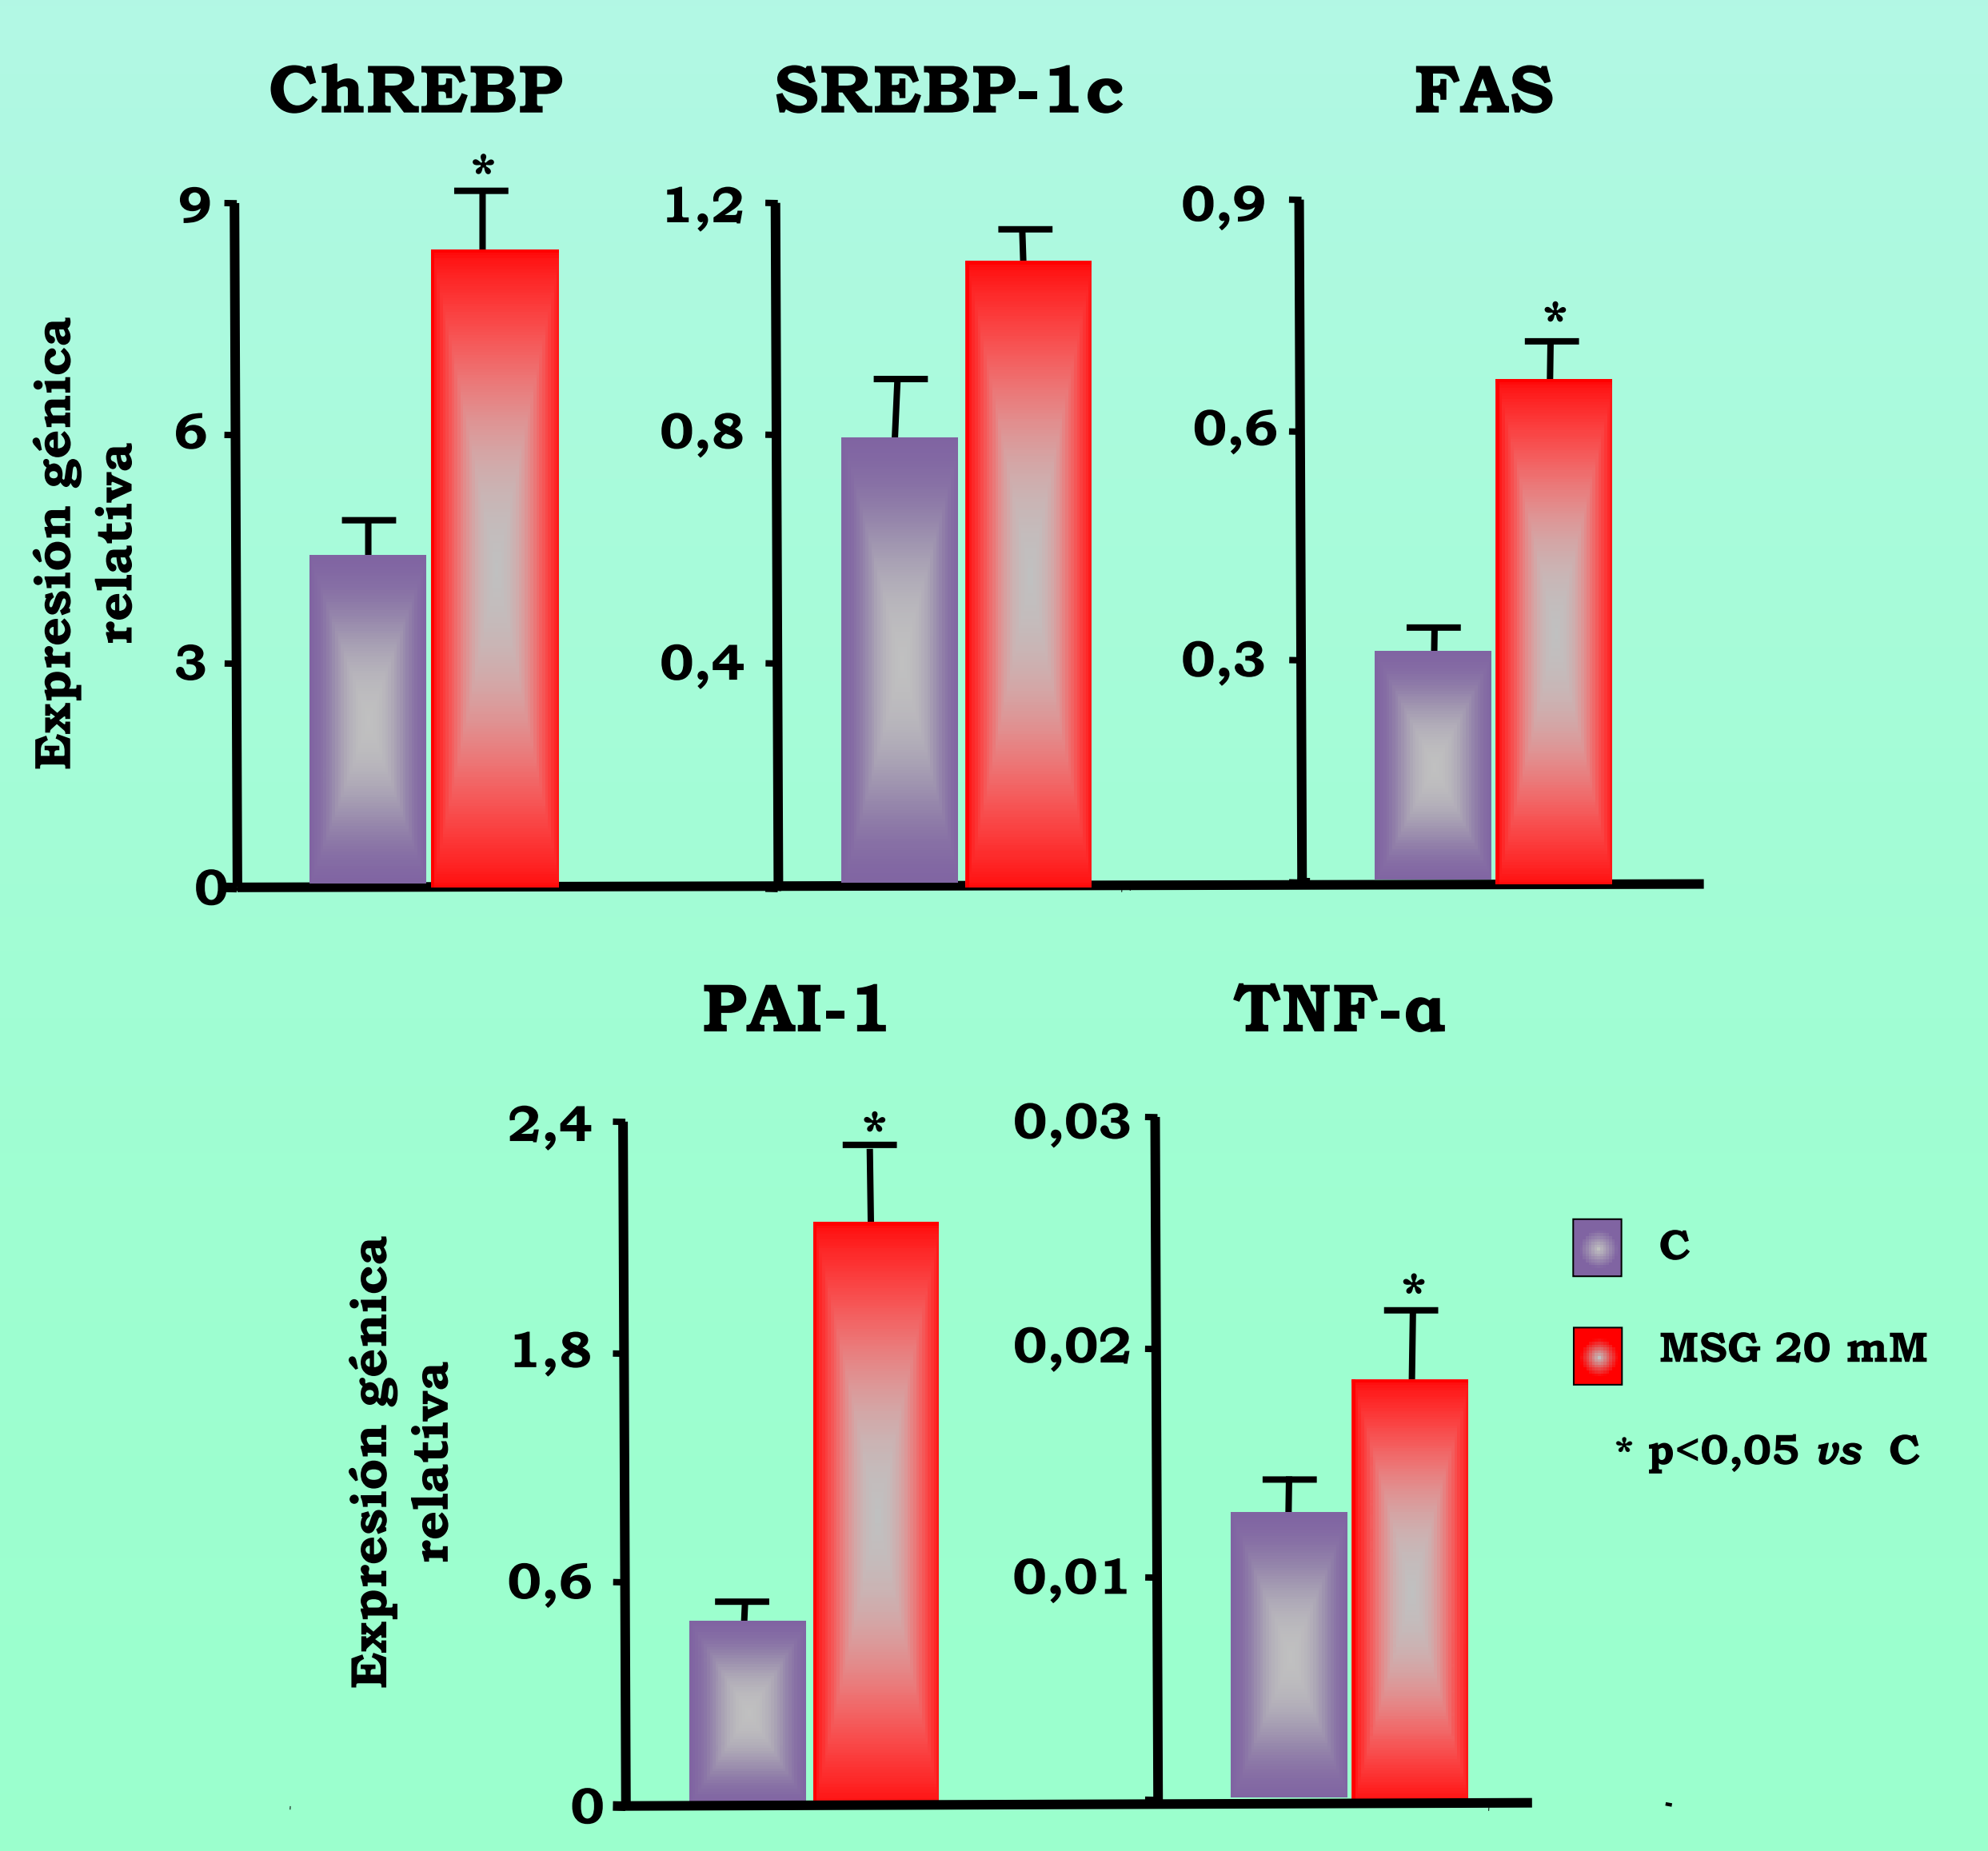 ChREBP
SREBP-1c
FAS
*
9
6
3
0
Expresión génica
relativa
1,2
0,8
0,4
*
0,9
0,6
0,3
PAI-1
TNF-α
*
2,4
1,8
0,6
0
Expresión génica
relativa
*
0,03
0,02
0,01
C
MSG 20 mM
* p<0,05 vs C